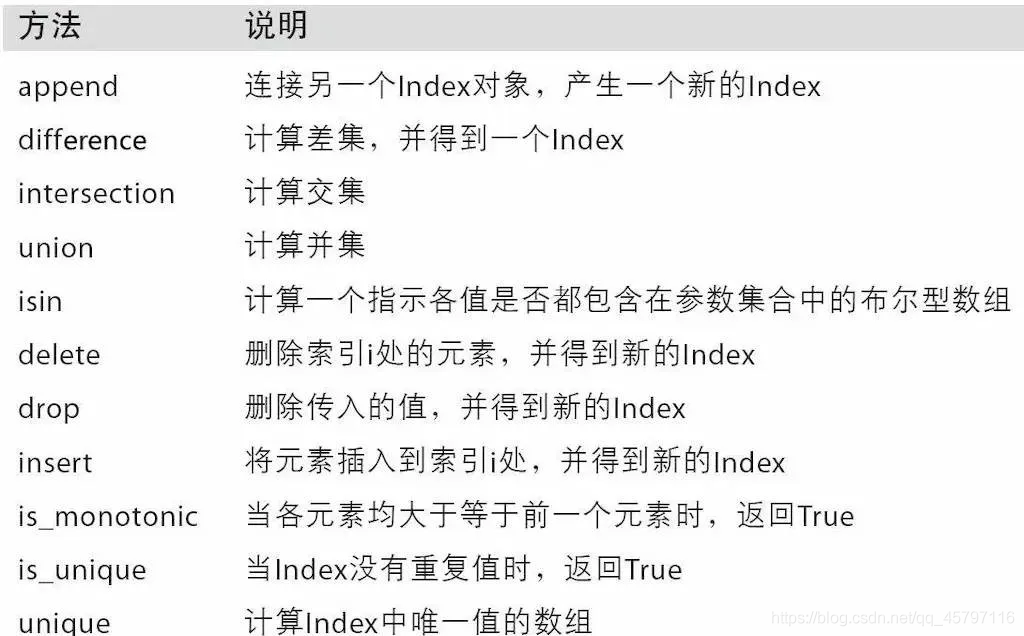 方法 说明
append 连接另一个Index对象，产生一个新的Index
difference 计算差集，并得到一个Index
intersection 计算交集
union 计算并集
isin 计算一个指示各值是否都包含在参数集合中的布尔型数组
delete 删除索引i处的元素，并得到新的Index
drop 删除传入的值，并得到新的Index
insert 将元素插入到索引i处，并得到新的Index
is_monotonic 当各元素均大于等于前一个元素时，返回True
is_unique 当Index没有重复值时，返回True
unique 计算Index中唯一值的数组
https://blog.csdn.net/qq_45797116